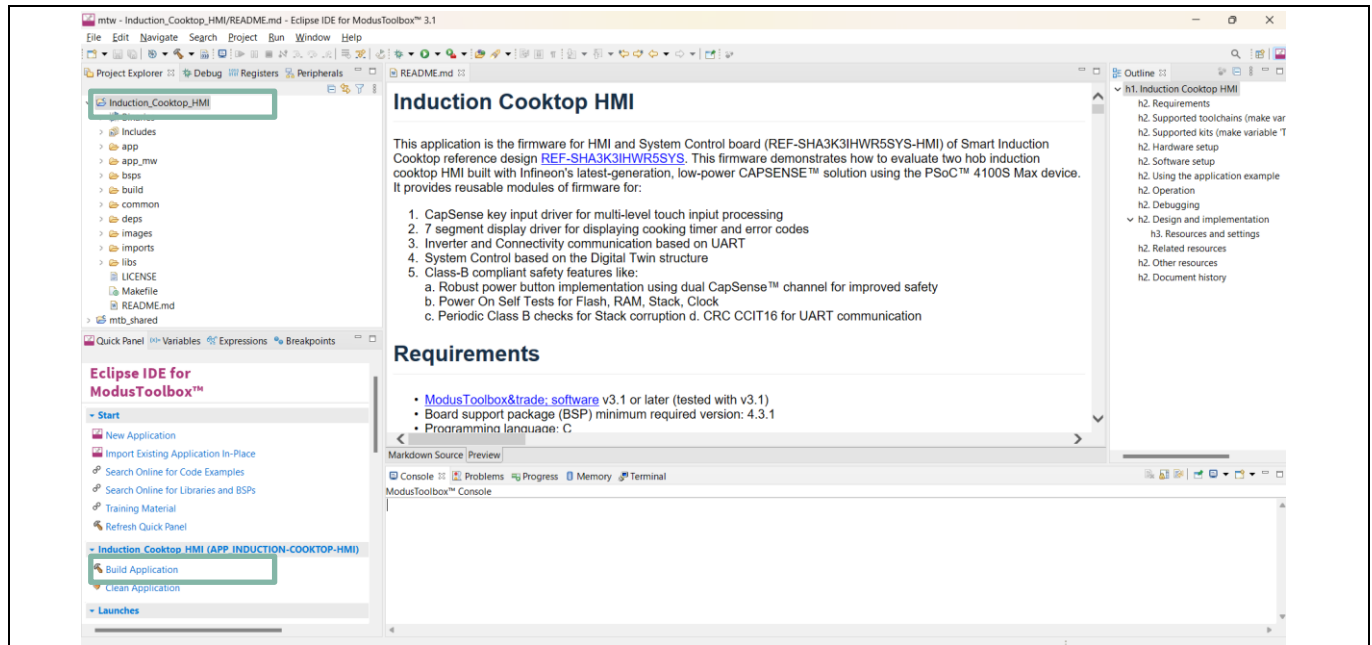 mtw - Induction_Cooktop_HMI/README.md - Eclipse IDE for ModusToolbox™ 3.1
File Edit Navigate Search Project Run Window Help
Project Explorer Debug Registers Peripherals
Induction_Cooktop_HMI
Includes
app
app_mw
bsps
build
common
deps
images
imports
libs
LICENSE
Makefile
README.md
mtb_shared
Quick Panel Variables Expressions Breakpoints
Eclipse IDE for
ModusToolbox™
Start
New Application
Import Existing Application In-Place
Search Online for Code Examples
Search Online for Libraries and BSPs
Training Material
Refresh Quick Panel
Induction_Cooktop_HMI (APP_INDUCTION-COOKTOP-HMI)
Build Application
Clean Application
Launches
README.md
Induction Cooktop HMI
This application is the firmware for HMI and System Control board (REF-SHA3K3IHWR5SYS-HMI) of Smart Induction
Cooktop reference design REF-SHA3K3IHWR5SYS. This firmware demonstrates how to evaluate two hob induction
cooktop HMI built with Infineon's latest-generation, low-power CAPSENSE™ solution using the PSoC™ 4100S Max device.
It provides reusable modules of firmware for:
1. CapSense key input driver for multi-level touch inpiut processing
2. 7 segment display driver for displaying cooking timer and error codes
3. Inverter and Connectivity communication based on UART
4. System Control based on the Digital Twin structure
5. Class-B compliant safety features like:
a. Robust power button implementation using dual CapSense™ channel for improved safety
b. Power On Self Tests for Flash, RAM, Stack, Clock
c. Periodic Class B checks for Stack corruption d. CRC CCIT16 for UART communication
Requirements
• ModusToolbox&trade; software v3.1 or later (tested with v3.1)
• Board support package (BSP) minimum required version: 4.3.1
• Programming language: C
Markdown Source Preview
Console Problems Progress Memory Terminal
ModusToolbox™ Console
Outline
h1. Induction Cooktop HMI
h2. Requirements
h2. Supported toolchains (make var
h2. Supported kits (make variable 'T
h2. Hardware setup
h2. Software setup
h2. Using the application example
h2. Operation
h2. Debugging
h2. Design and implementation
h3. Resources and settings
h2. Related resources
h2. Other resources
h2. Document history